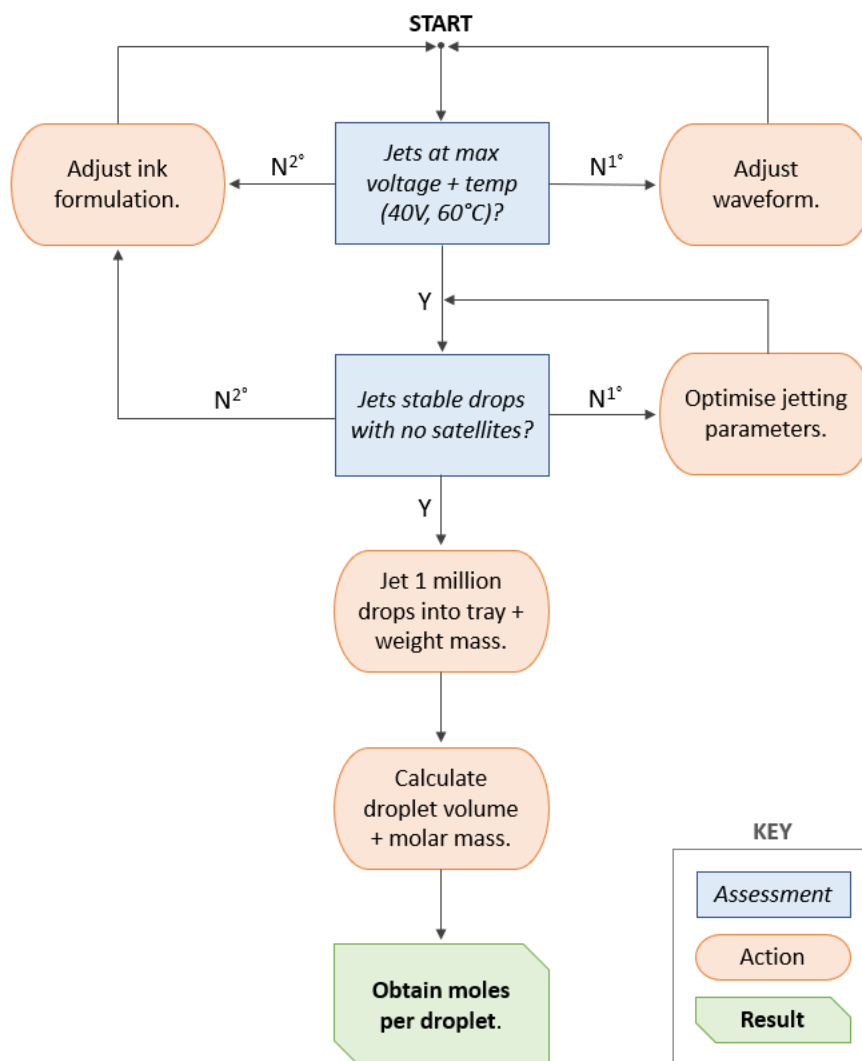 START
Adjust ink
formulation.
N2°
Jets at max
voltage + temp
(40V, 60°C)?
N1°
Adjust
waveform.
Y
N2°
Jets stable drops
with no satellites?
N1°
Optimise jetting
parameters.
Y
Jet 1 million
drops into tray +
weight mass.
Calculate
droplet volume
+ molar mass.
Obtain moles
per droplet.
KEY
Assessment
Action
Result